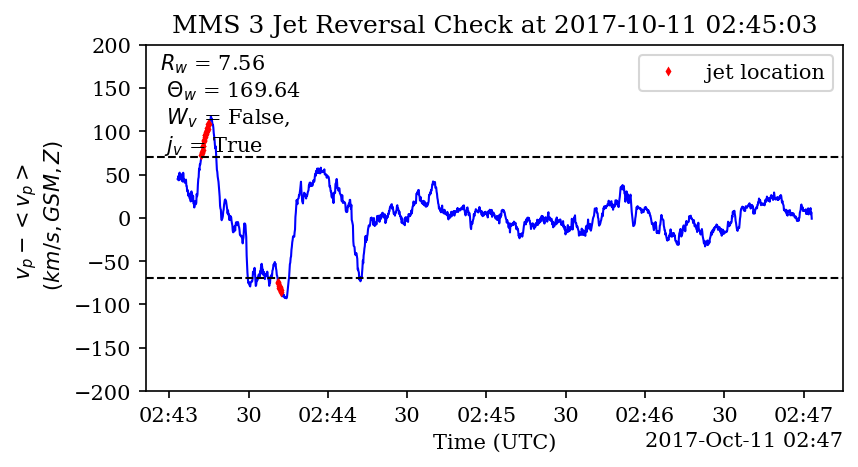 MMS 3 Jet Reversal Check at 2017-10-11 02:45:03
200
150
100
50
0
−50
−100
−150
−200
v_p − < v_p >
(km/s, GSM, Z)
R_w = 7.56
Θ_w = 169.64
W_v = False,
j_v = True
jet location
02:43 30 02:44 30 02:45 30 02:46 30 02:47
Time (UTC)
2017-Oct-11 02:47